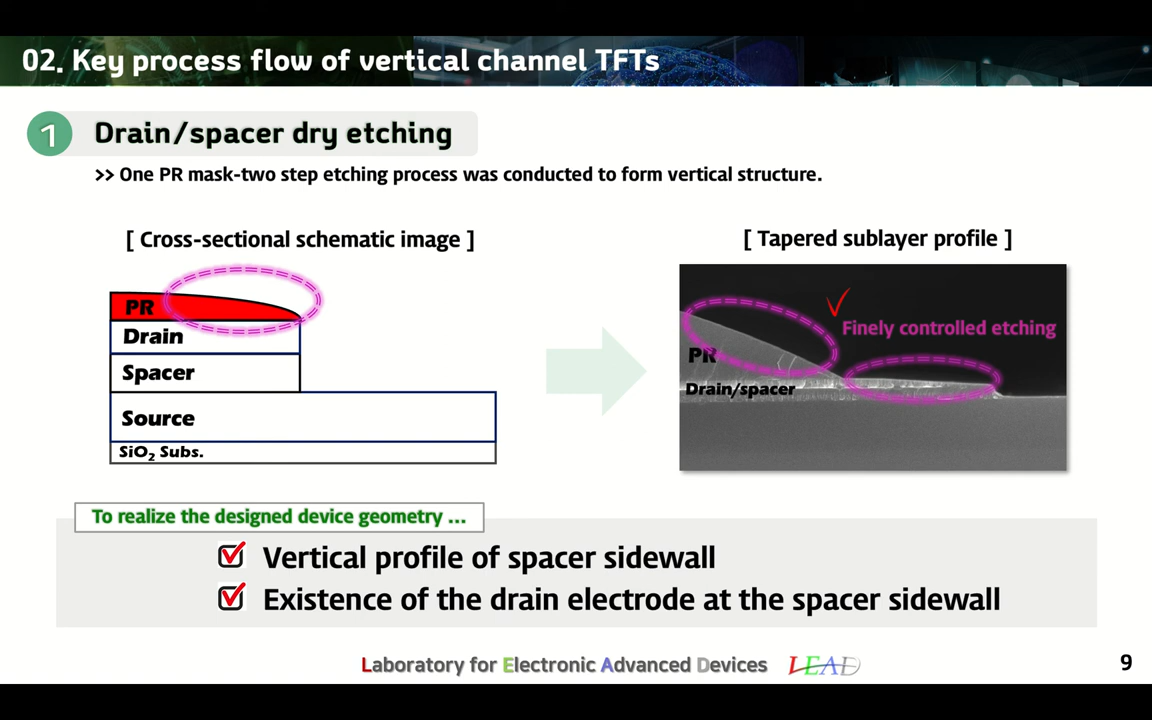 02. Key process flow of vertical channel TFTs
1 Drain/spacer dry etching
>> One PR mask-two step etching process was conducted to form vertical structure.
[ Cross-sectional schematic image ]
PR
Drain
Spacer
Source
SiO₂ Subs.
[ Tapered sublayer profile ]
Finely controlled etching
PR
Drain/spacer
To realize the designed device geometry ...
Vertical profile of spacer sidewall
Existence of the drain electrode at the spacer sidewall
Laboratory for Electronic Advanced Devices LEAD
9